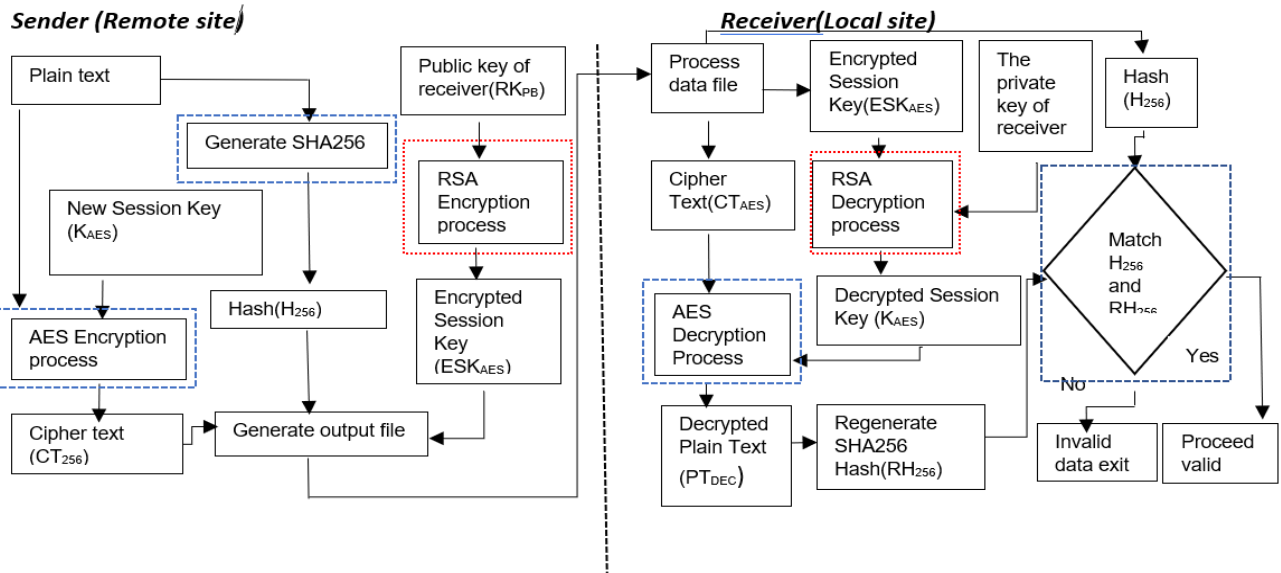 Sender (Remote site)
Plain text
Generate SHA256
New Session Key
(KAES)
AES Encryption
process
Cipher text
(CT256)
Hash(H256)
Generate output file
Public key of
receiver(RKPB)
RSA
Encryption
process
Encrypted
Session
Key
(ESKAES)
Receiver(Local site)
Process
data file
Encrypted
Session
Key(ESKAES)
The
private
key of
receiver
Hash
(H256)
Cipher
Text(CTAES)
RSA
Decryption
process
AES
Decryption
Process
Decrypted Session
Key (KAES)
Decrypted
Plain Text
(PTDEC)
Regenerate
SHA256
Hash(RH256)
Match
H256
and
RH256
Yes
No
Invalid
data exit
Proceed
valid